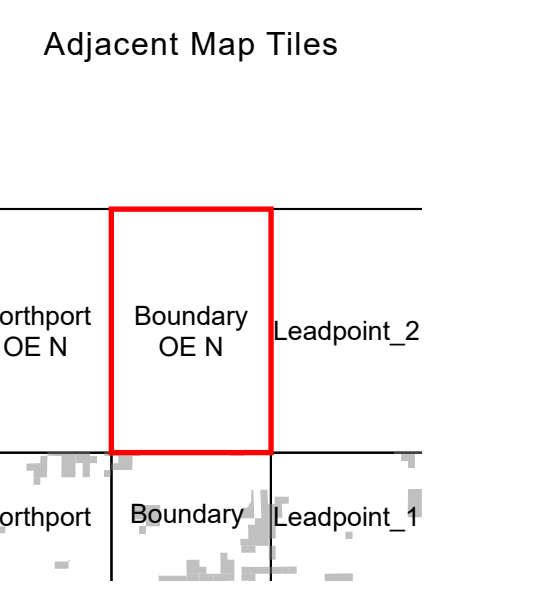 Adjacent Map Tiles
orthport
OE N
Boundary
OE N
Leadpoint_2
orthport
Boundary
Leadpoint_1